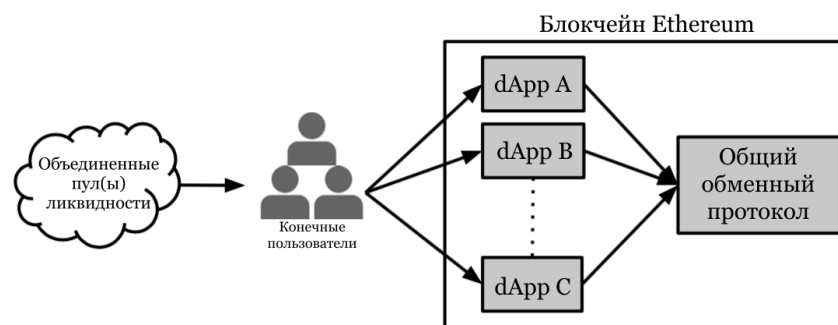 Блокчейн Ethereum
dApp A
dApp B
Объединенные
пул(ы)
ликвидности
Конечные
пользователи
Общий
обменный
протокол
dApp C